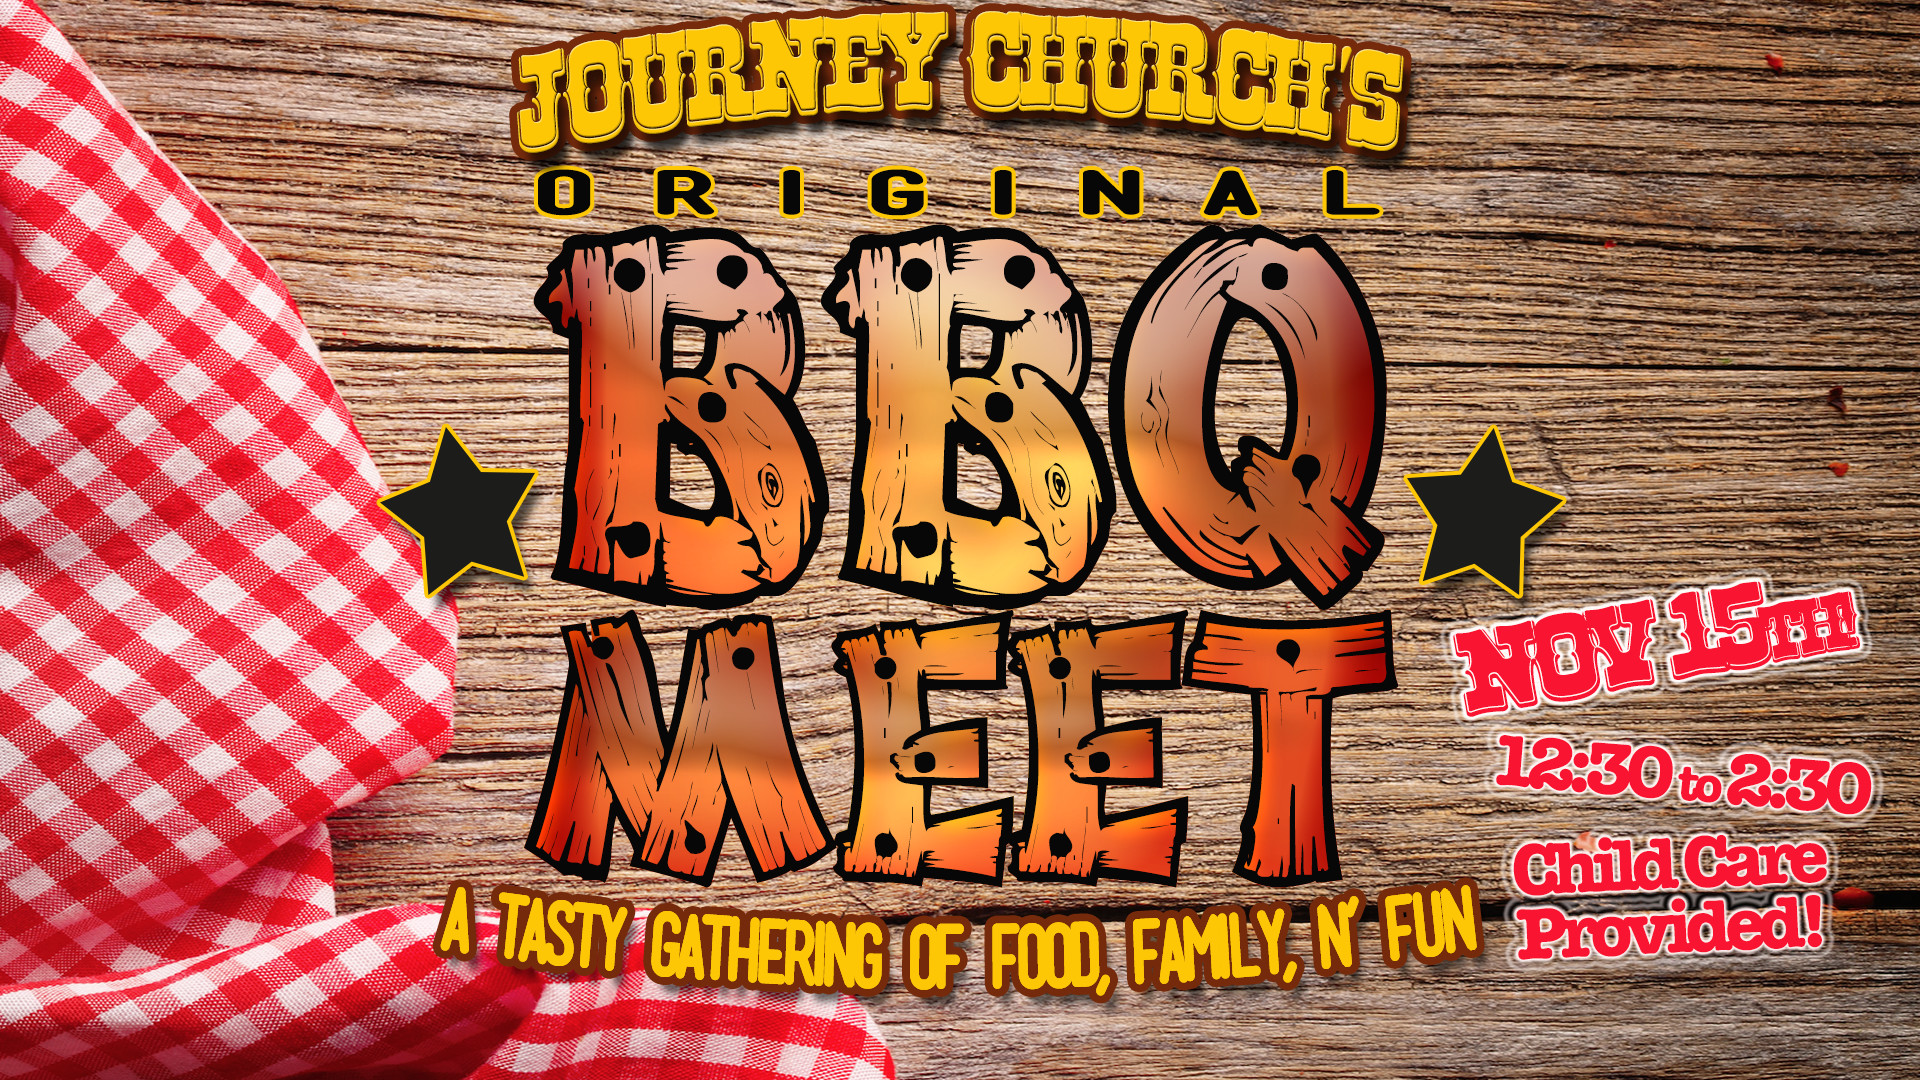 JOURNEY CHURCH'S
ORIGINAL
BBQ
MEET
A TASTY GATHERING OF FOOD, FAMILY, N' FUN
NOV 15TH!
12:30 to 2:30
Child Care
Provided!